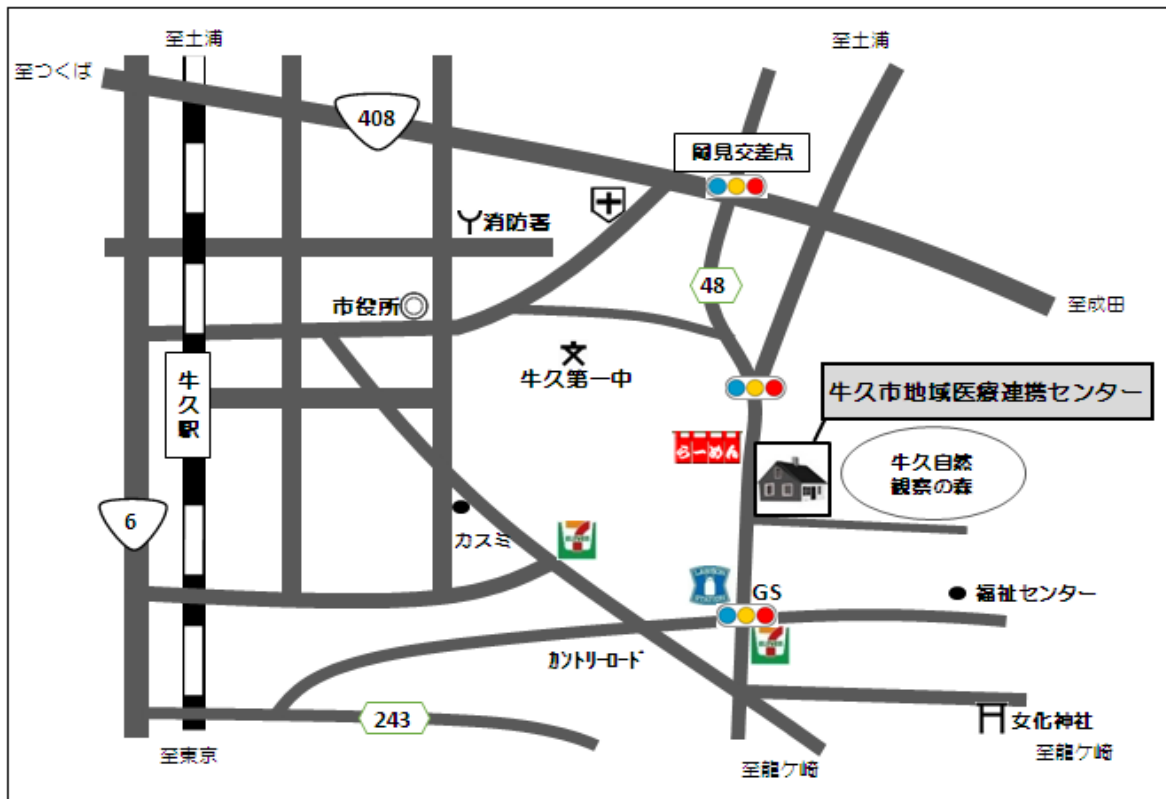 至土浦
至土浦
至つくば
408
岡見交差点
消防署
48
市役所
至成田
牛久第一中
牛久駅
牛久市地域医療連携センター
らーめん
牛久自然
観察の森
6
カスミ
ELEVEN
LAWSON
STATION
GS
福祉センター
ELEVEN
カントリーロード
243
女化神社
至東京
至龍ケ崎
至龍ケ崎